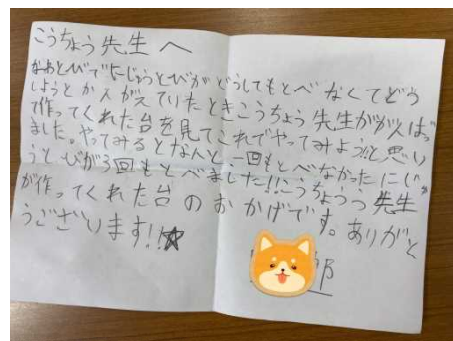 こうちょう先生へ
なわとびでにじゅうとびがどうしてもとべなくてどう
しようとかんがえていたときこうちょう先生ががんばっ
て作ってくれた台を見てこれでやってみよう!!と思い
ました。やってみるとなんと、一回もとべなかったにじゅ
うとびが3回もとべました!!こうちょうっ先生
が作ってくれた台のおかげです。ありがと
うございます!!☆
郎